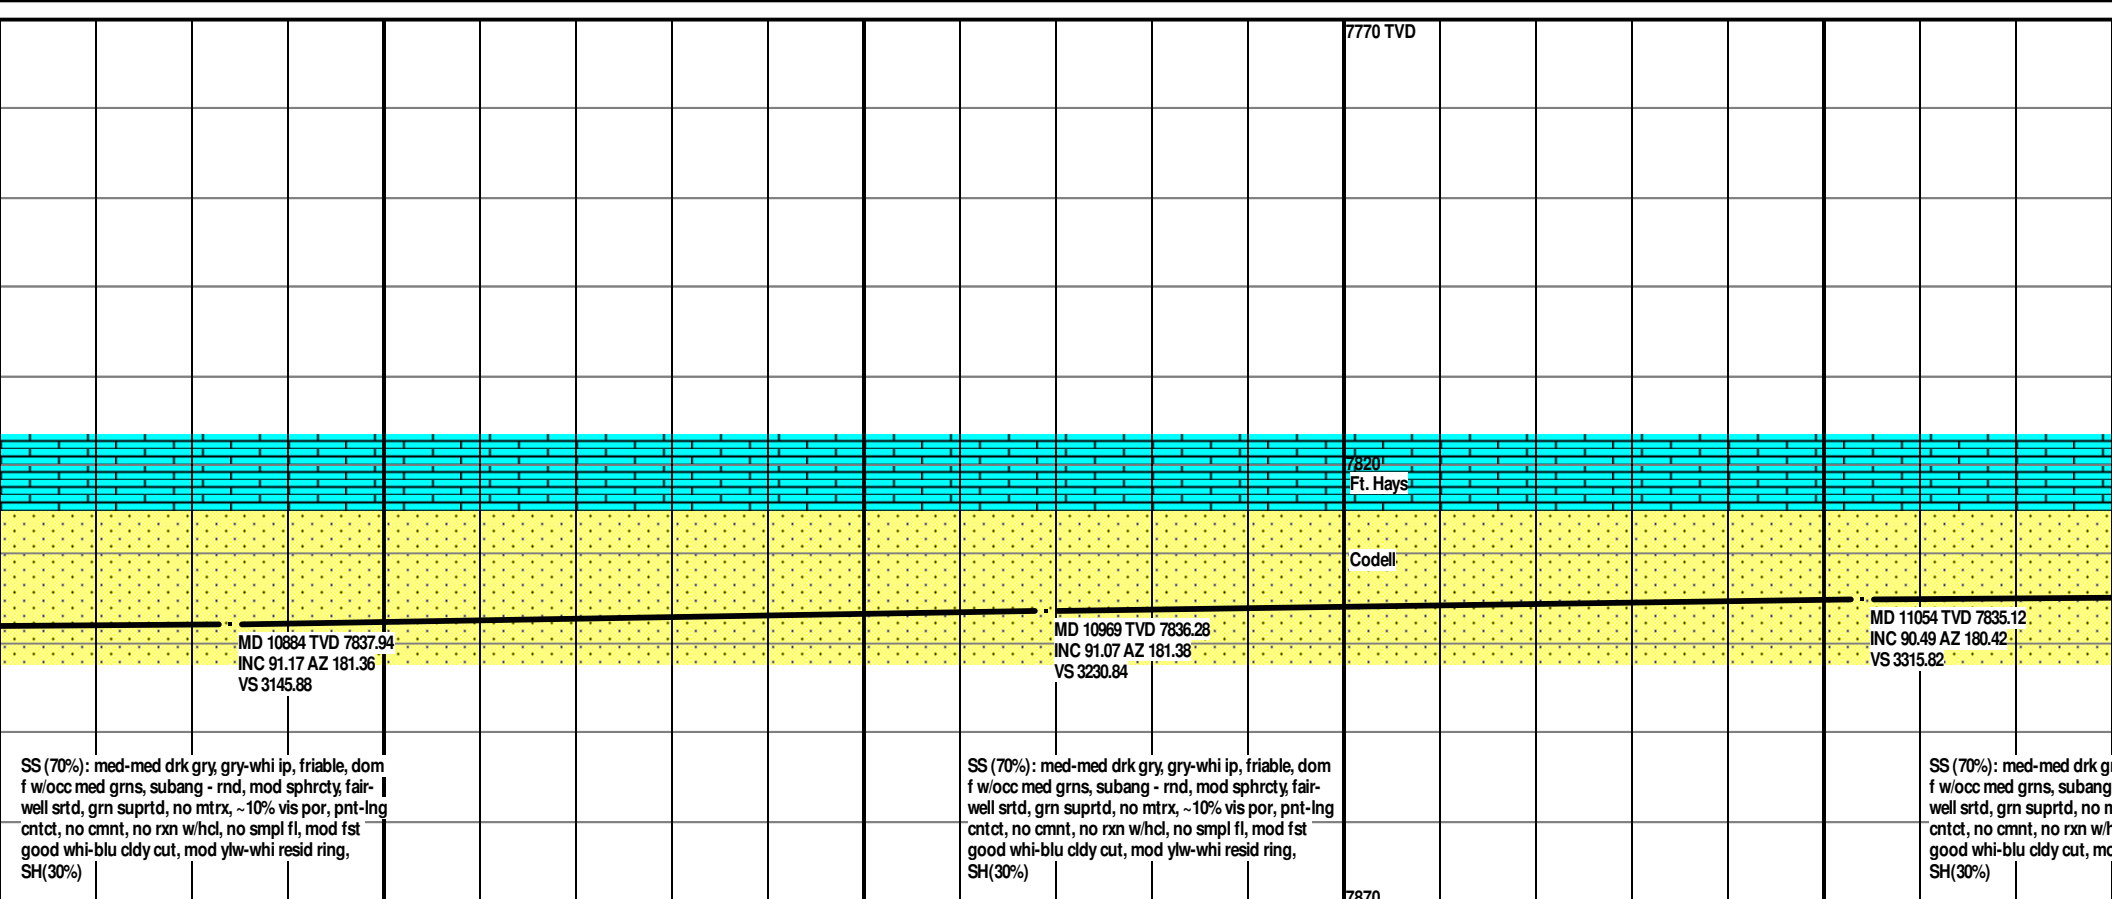 7770 TVD
7820'
Ft. Hays
Codell
MD 10884 TVD 7837.94
INC 91.17 AZ 181.36
VS 3145.88
MD 10969 TVD 7836.28
INC 91.07 AZ 181.38
VS 3230.84
MD 11054 TVD 7835.12
INC 90.49 AZ 180.42
VS 3315.82
SS (70%): med-med drk gry, gry-whi ip, friable, dom
f w/occ med grns, subang - rnd, mod sphrcty, fair-
well srtd, grn suprtd, no mtrx, ~10% vis por, pnt-lng
cntct, no cmnt, no rxn w/hcl, no smpl fl, mod fst
good whi-blu cldy cut, mod ylw-whi resid ring,
SH(30%)
SS (70%): med-med drk gry, gry-whi ip, friable, dom
f w/occ med grns, subang - rnd, mod sphrcty, fair-
well srtd, grn suprtd, no mtrx, ~10% vis por, pnt-lng
cntct, no cmnt, no rxn w/hcl, no smpl fl, mod fst
good whi-blu cldy cut, mod ylw-whi resid ring,
SH(30%)
SS (70%): med-med drk
f w/occ med grns, subang
well srtd, grn suprtd, no
cntct, no cmnt, no rxn
good whi-blu cldy cut,
SH(30%)
7870